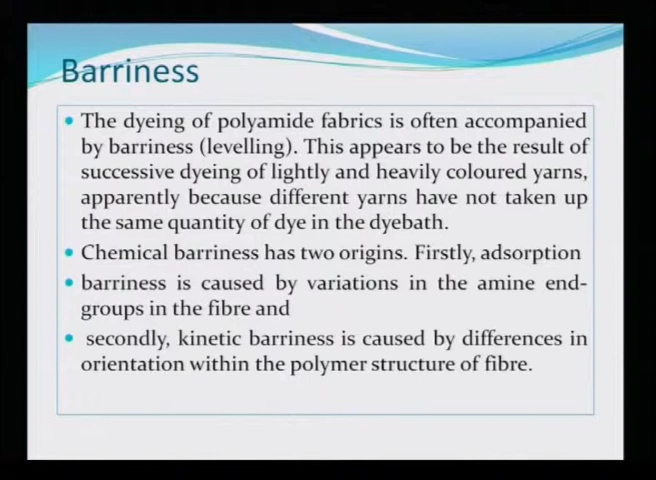 Barriness
• The dyeing of polyamide fabrics is often accompanied
by barriness (levelling). This appears to be the result of
successive dyeing of lightly and heavily coloured yarns,
apparently because different yarns have not taken up
the same quantity of dye in the dyebath.
• Chemical barriness has two origins. Firstly, adsorption
• barriness is caused by variations in the amine end-
groups in the fibre and
• secondly, kinetic barriness is caused by differences in
orientation within the polymer structure of fibre.